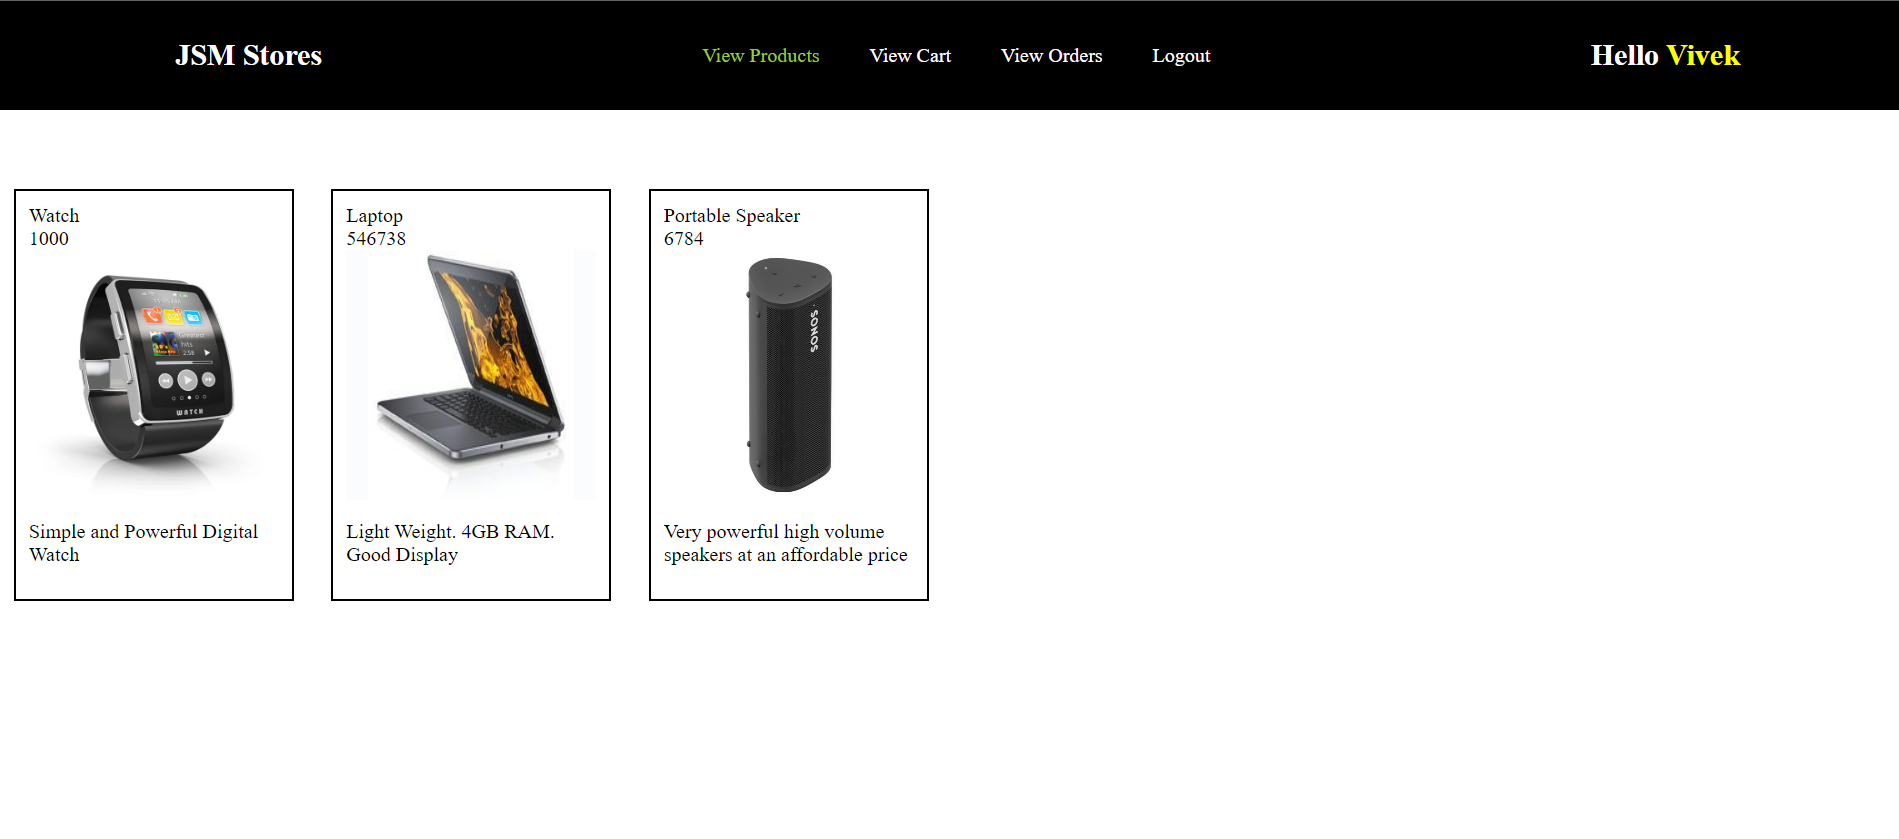 JSM Stores
View Products
View Cart
View Orders
Logout
Hello Vivek
Watch
1000
WATCH
Simple and Powerful Digital
Watch
Laptop
546738
Light Weight. 4GB RAM.
Good Display
Portable Speaker
6784
SONOS
Very powerful high volume
speakers at an affordable price